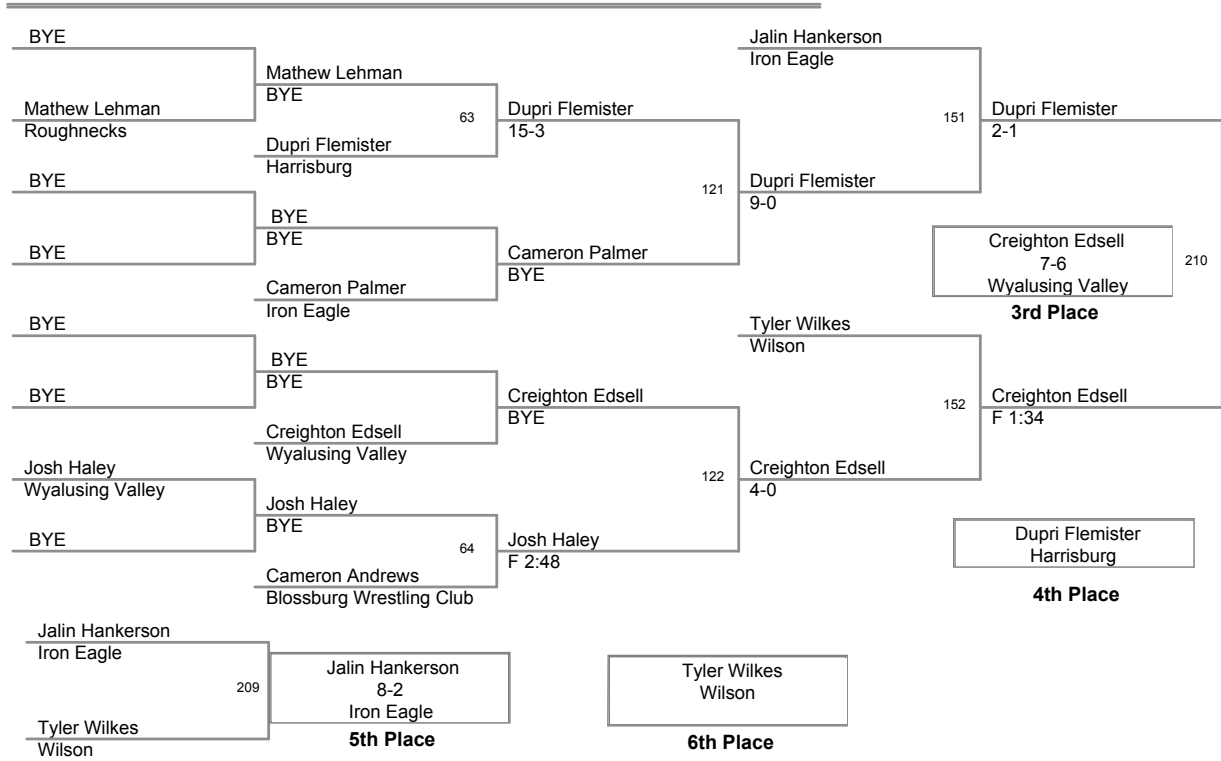 BYE
Mathew Lehman
Roughnecks
BYE
BYE
BYE
BYE
Josh Haley
Wyalusing Valley
BYE
Mathew Lehman
BYE
63
Dupri Flemister
Harrisburg
BYE
BYE
Cameron Palmer
Iron Eagle
BYE
BYE
Creighton Edsell
Wyalusing Valley
Josh Haley
BYE
64
Cameron Andrews
Blossburg Wrestling Club
Dupri Flemister
15-3
121
Cameron Palmer
BYE
Creighton Edsell
BYE
122
Josh Haley
F 2:48
Jalin Hankerson
Iron Eagle
151
Dupri Flemister
9-0
Tyler Wilkes
Wilson
152
Creighton Edsell
4-0
Dupri Flemister
2-1
210
Creighton Edsell
F 1:34
Creighton Edsell
7-6
Wyalusing Valley
3rd Place
Dupri Flemister
Harrisburg
4th Place
Jalin Hankerson
Iron Eagle
209
Tyler Wilkes
Wilson
Jalin Hankerson
8-2
Iron Eagle
5th Place
Tyler Wilkes
Wilson
6th Place